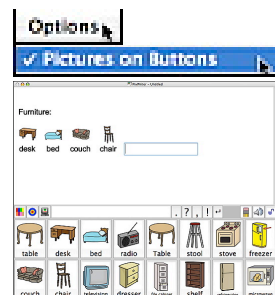 Options
✓ Pictures on Buttons
Furniture:
desk bed couch chair
. ? , !
table desk bed radio Table stool stove freezer
couch chair television dresser shelf